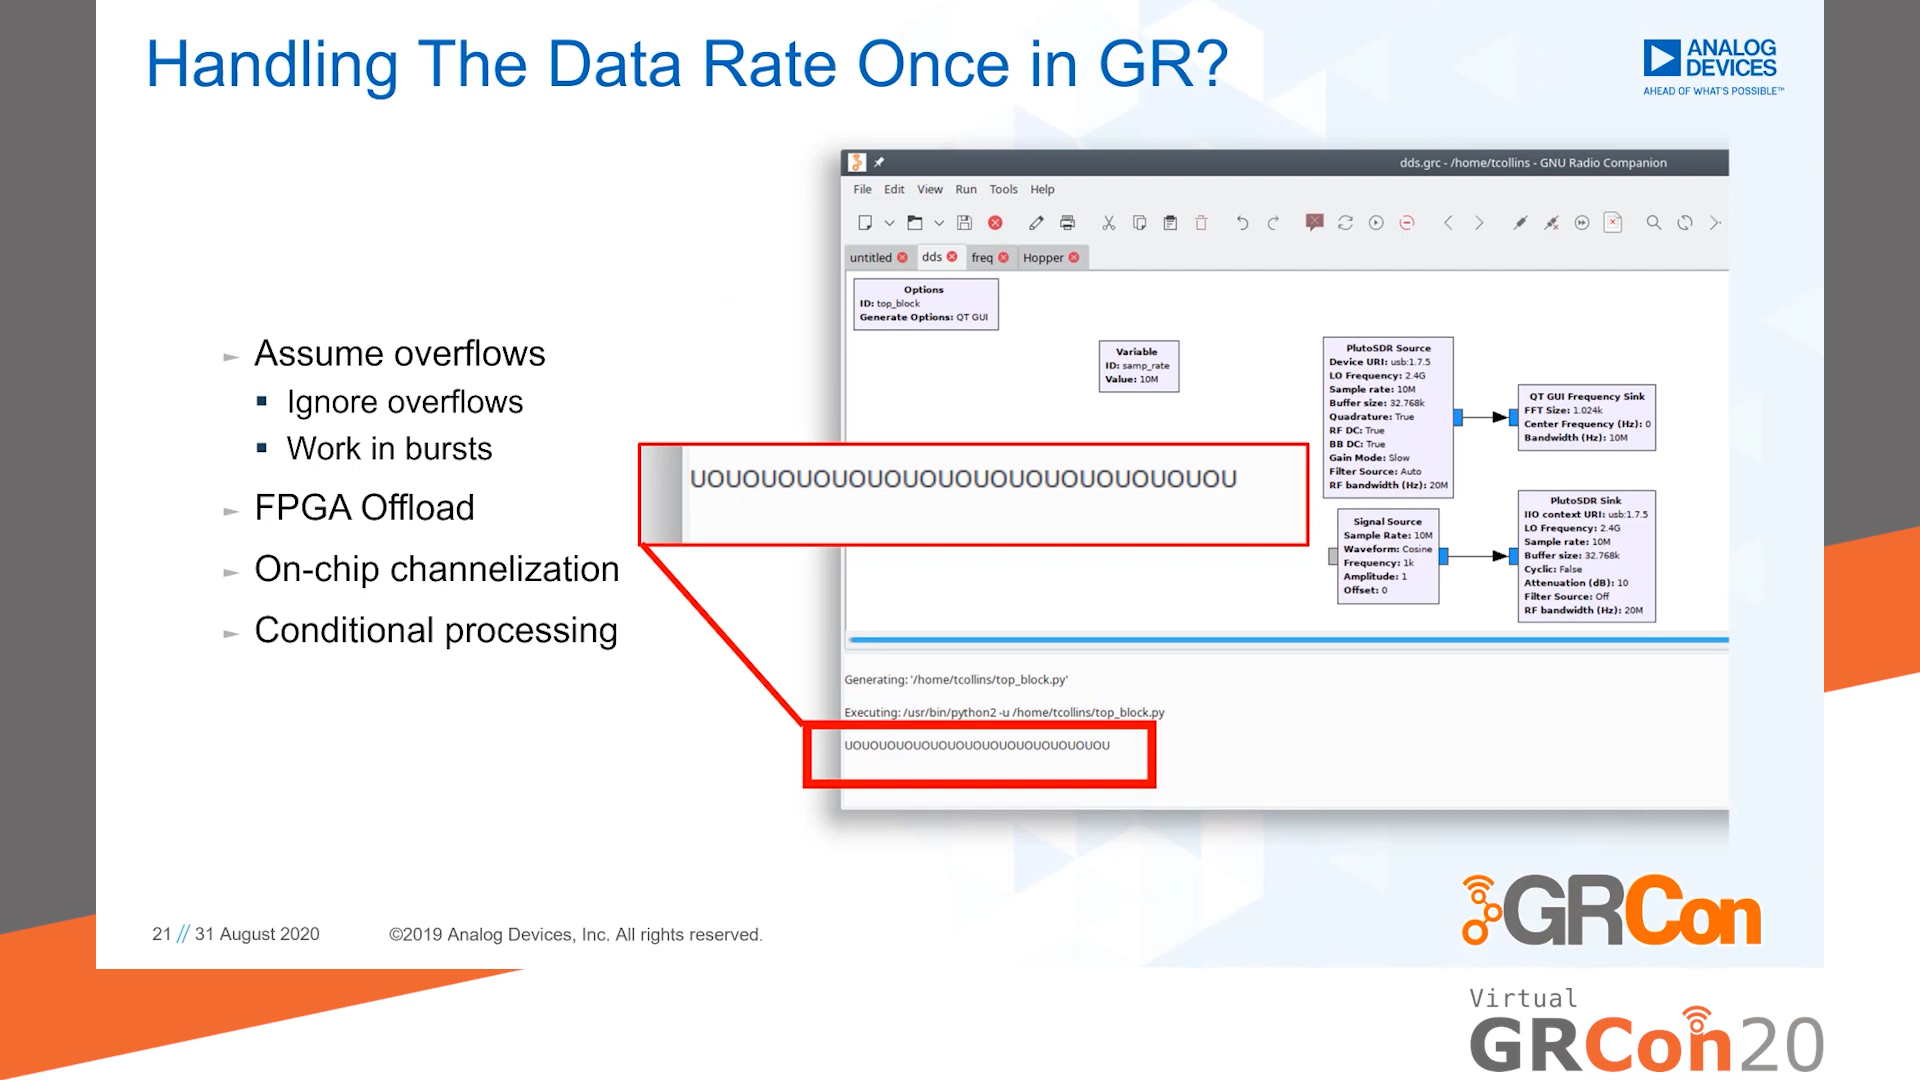 Handling The Data Rate Once in GR?
ANALOG
DEVICES
AHEAD OF WHAT'S POSSIBLE™
Assume overflows
Ignore overflows
Work in bursts
FPGA Offload
On-chip channelization
Conditional processing
dds.grc - /home/tcollins - GNU Radio Companion
File Edit View Run Tools Help
untitled dds freq Hopper
Options
ID: top_block
Generate Options: QT GUI
Variable
ID: samp_rate
Value: 10M
PlutoSDR Source
Device URI: usb:1.7.5
LO Frequency: 2.4G
Sample rate: 10M
Buffer size: 32.768k
Quadrature: True
RF DC: True
BB DC: True
Gain Mode: Slow
Filter Source: Auto
RF bandwidth (Hz): 20M
QT GUI Frequency Sink
FFT Size: 1.024k
Center Frequency (Hz): 0
Bandwidth (Hz): 10M
Signal Source
Sample Rate: 10M
Waveform: Cosine
Frequency: 1k
Amplitude: 1
Offset: 0
PlutoSDR Sink
IIO context URI: usb:1.7.5
LO Frequency: 2.4G
Sample rate: 10M
Buffer size: 32.768k
Cyclic: False
Attenuation (dB): 10
Filter Source: Off
RF bandwidth (Hz): 20M
UOUOUOUOUOUOUOUOUOUOUOUOUOUOUOU
Generating: '/home/tcollins/top_block.py'
Executing: /usr/bin/python2 -u /home/tcollins/top_block.py
UOUOUOUOUOUOUOUOUOUOUOUOUOUOUOU
21 // 31 August 2020
©2019 Analog Devices, Inc. All rights reserved.
GRCon
Virtual
GRCon20